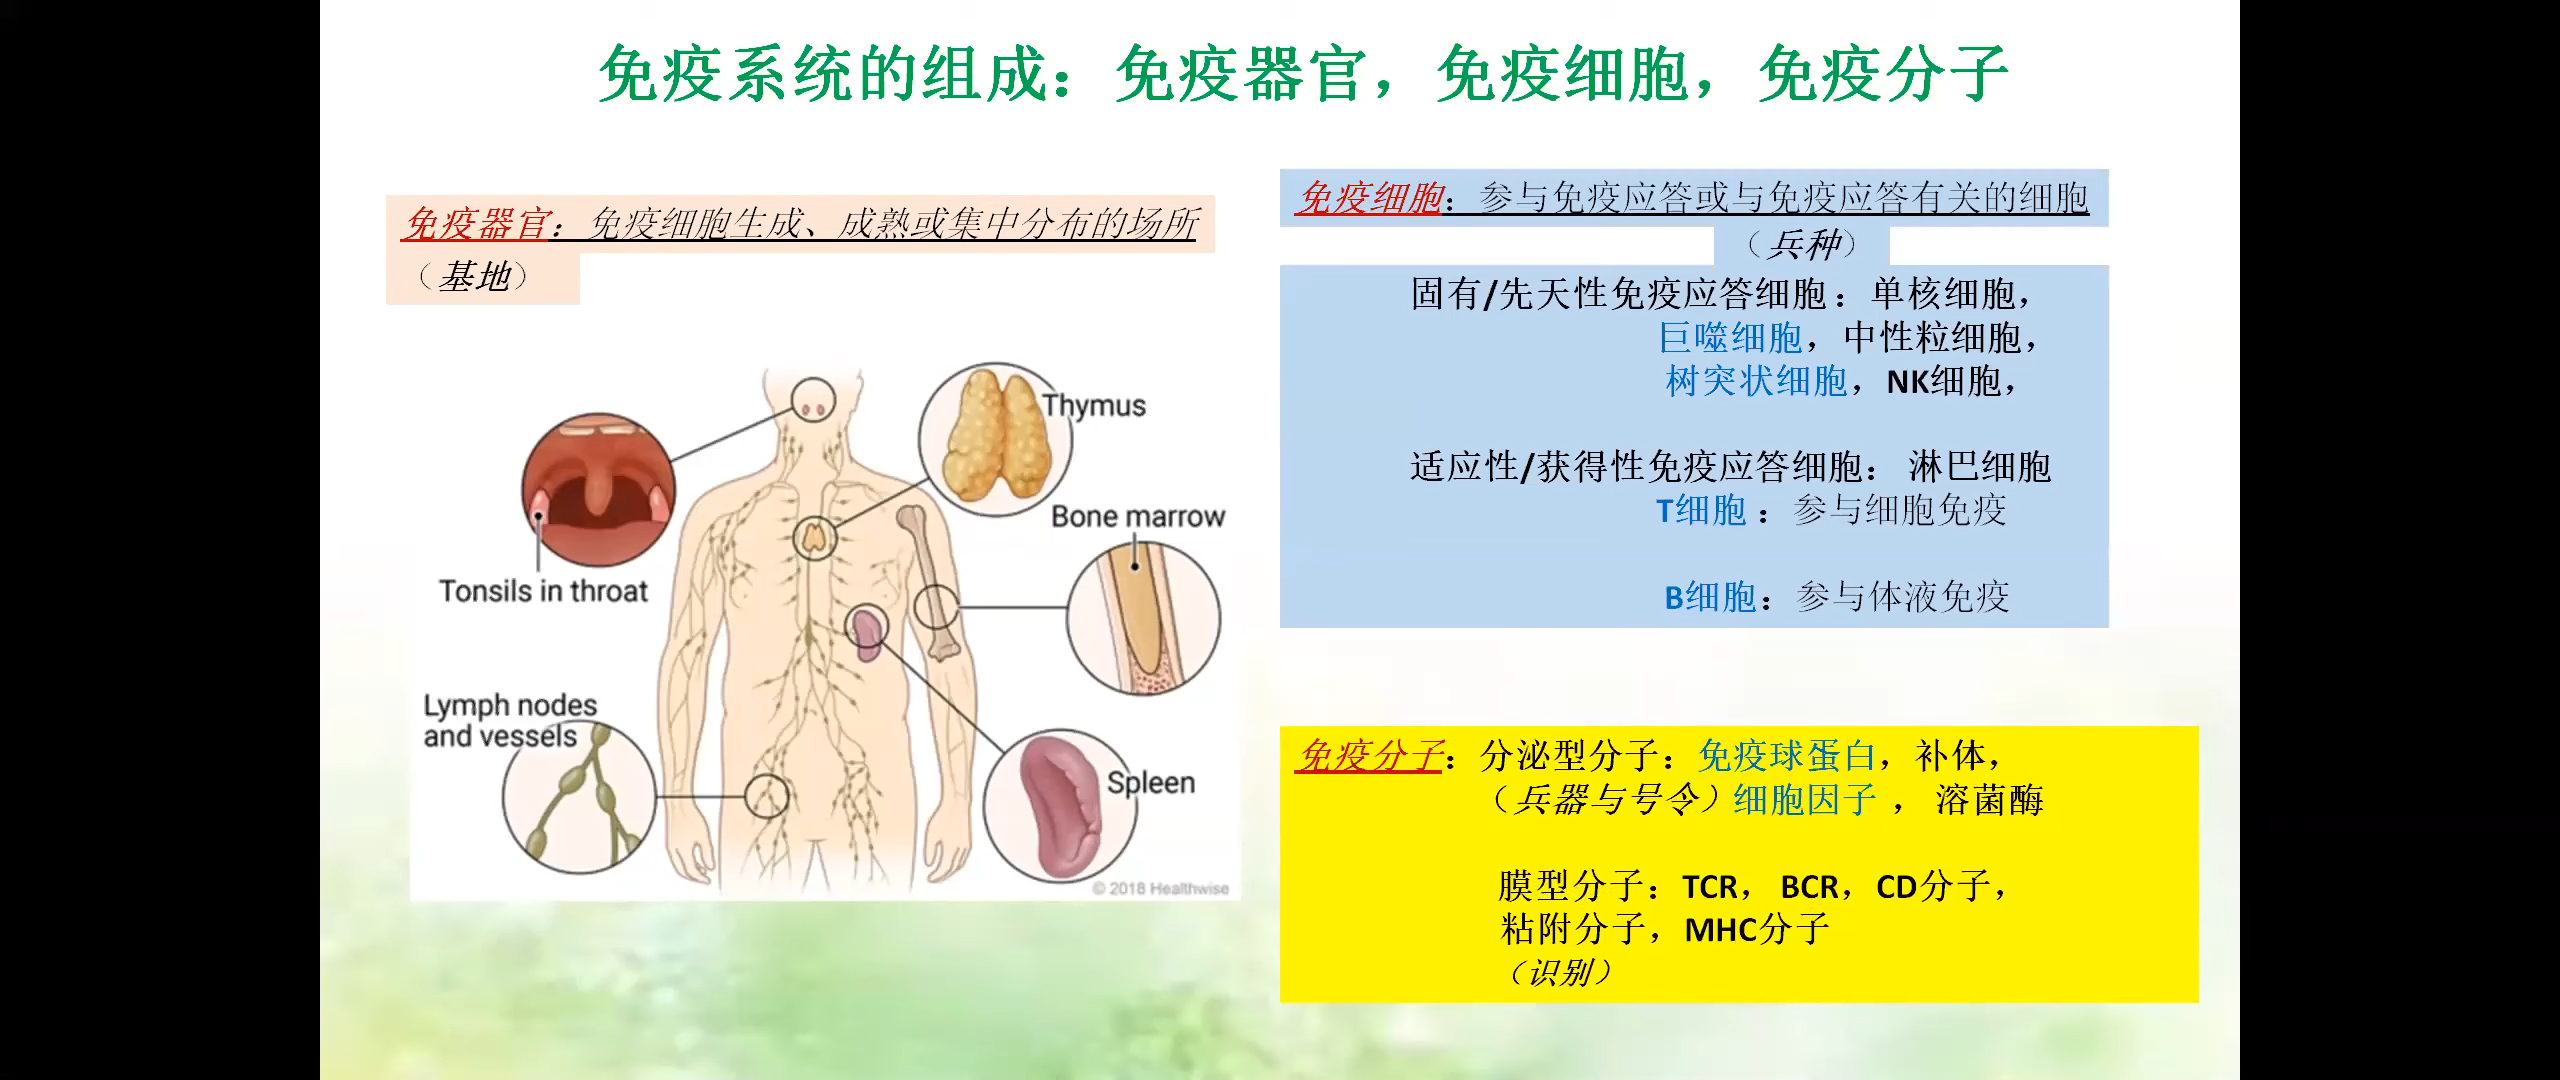 免疫系统的组成：免疫器官，免疫细胞，免疫分子
免疫器官：免疫细胞生成、成熟或集中分布的场所
（基地）
Thymus
Bone marrow
Tonsils in throat
Lymph nodes
and vessels
Spleen
© 2018 Healthwise
免疫细胞：参与免疫应答或与免疫应答有关的细胞
（兵种）
固有/先天性免疫应答细胞：单核细胞，
巨噬细胞，中性粒细胞，
树突状细胞，NK细胞，
适应性/获得性免疫应答细胞： 淋巴细胞
T细胞：参与细胞免疫
B细胞：参与体液免疫
免疫分子：分泌型分子：免疫球蛋白，补体，
（兵器与号令）细胞因子 ， 溶菌酶
膜型分子：TCR， BCR，CD分子，
粘附分子，MHC分子
（识别）